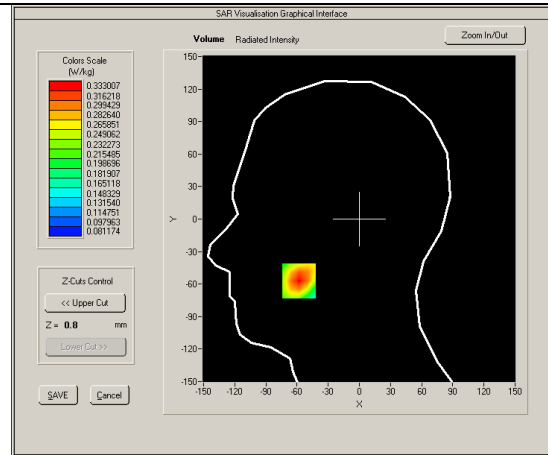 SAR Visualisation Graphical Interface
Volume Radiated Intensity
Zoom In/Out
Colors Scale
(W/kg)
0.333007
0.316218
0.299429
0.282640
0.265851
0.249062
0.232273
0.215485
0.198696
0.181907
0.165118
0.148329
0.131540
0.114751
0.097963
0.081174
Z-Cuts Control
<< Upper Cut
Z = 0.8 mm
Lower Cut >>
SAVE Cancel
150
120
90
60
30
0
-30
-60
-90
-120
-150
Y
-150 -120 -90 -60 -30 0 30 60 90 120 150
X